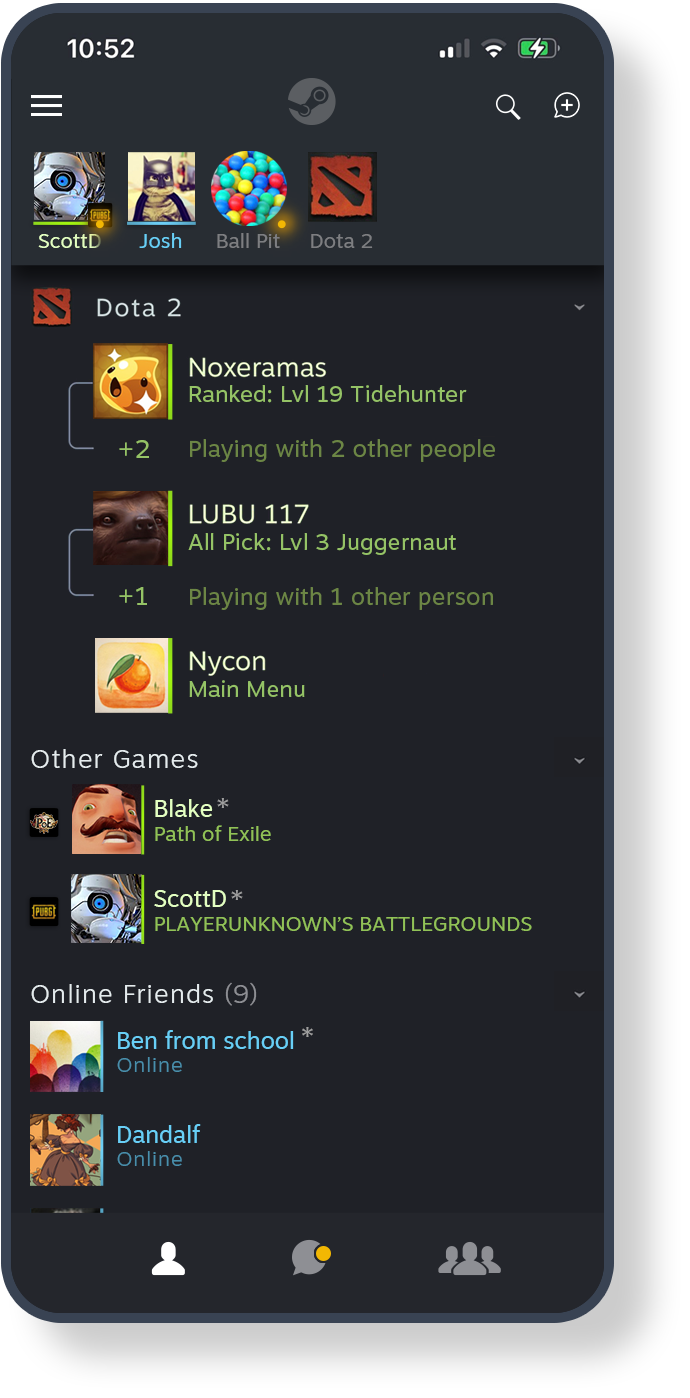 10:52
PUBG
ScottD
Josh
Ball Pit
Dota 2
Dota 2
Noxeramas
Ranked: Lvl 19 Tidehunter
+2 Playing with 2 other people
LUBU 117
All Pick: Lvl 3 Juggernaut
+1 Playing with 1 other person
Nycon
Main Menu
Other Games
Blake*
POE
Path of Exile
ScottD*
PUBG
PLAYERUNKNOWN'S BATTLEGROUNDS
Online Friends (9)
Ben from school *
Online
Dandalf
Online